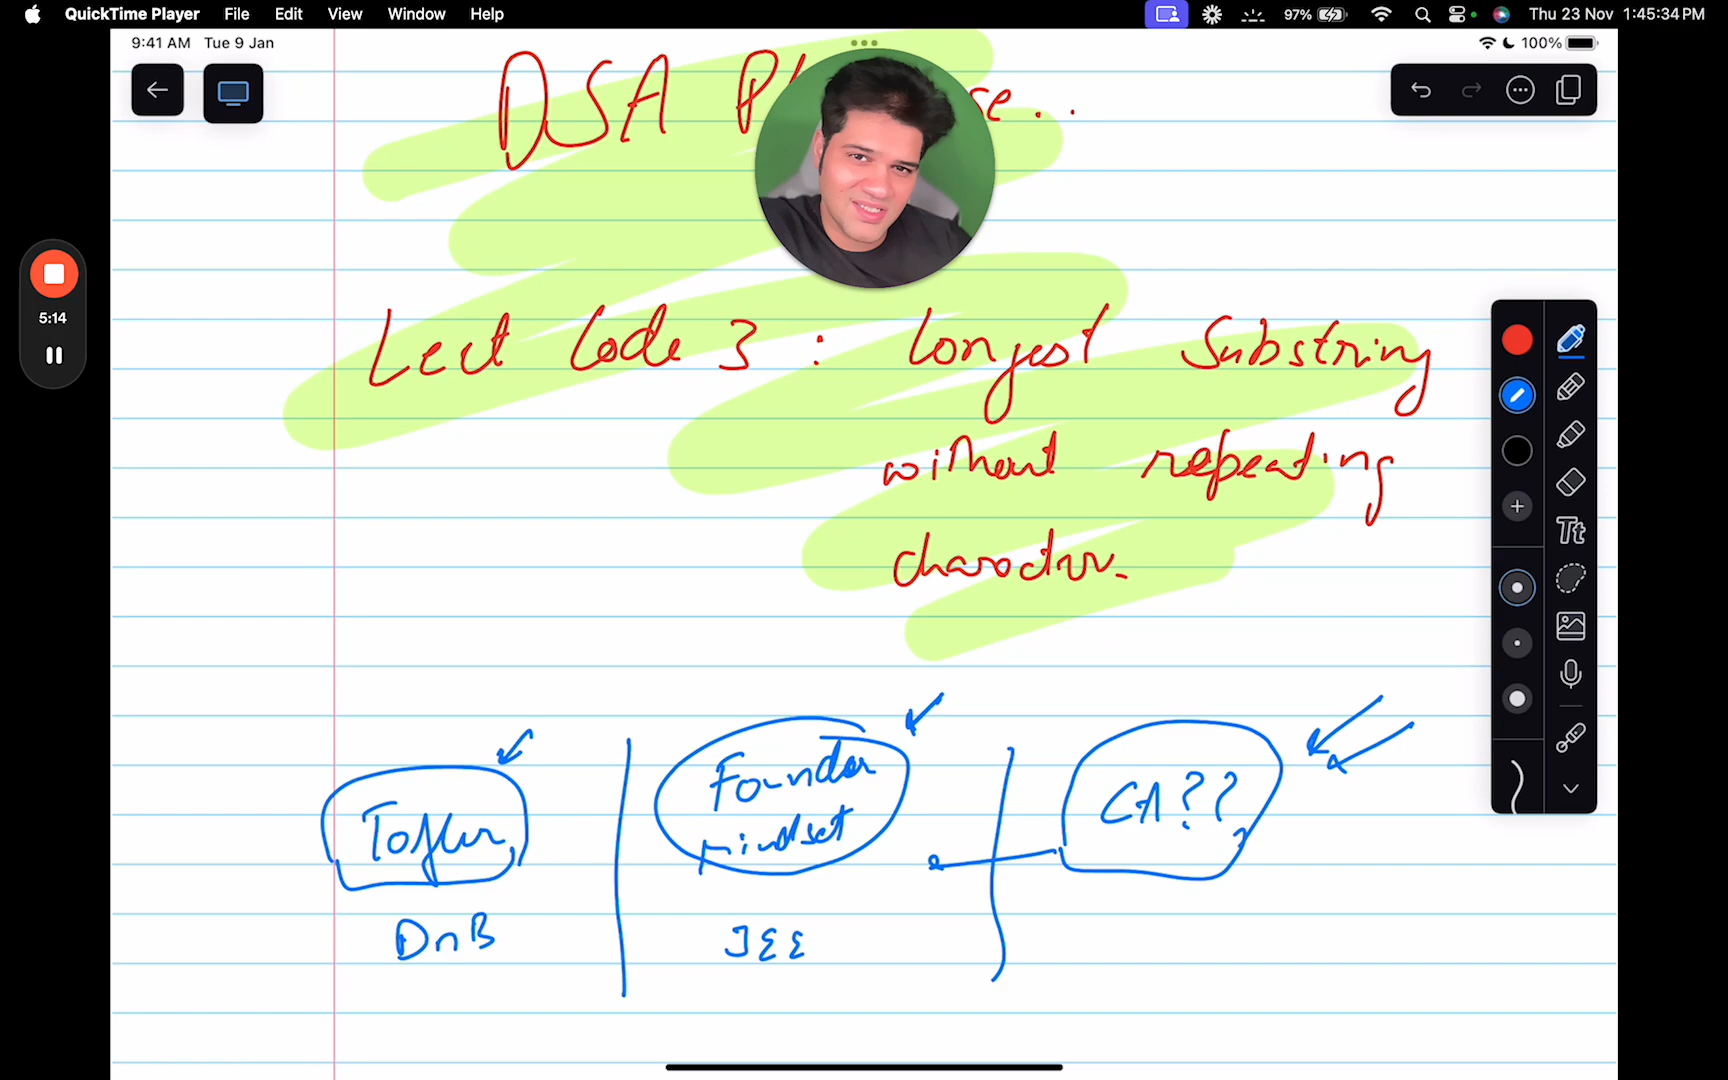 QuickTime Player File Edit View Window Help 97% Thu 23 Nov 1:45:34 PM
9:41 AM Tue 9 Jan 100%
DSA
5:14
Leet Code 3 : Longest Substring
without repeating
character.
Tt
Founder
mindset
CA??
Tofler
DnB
JEE